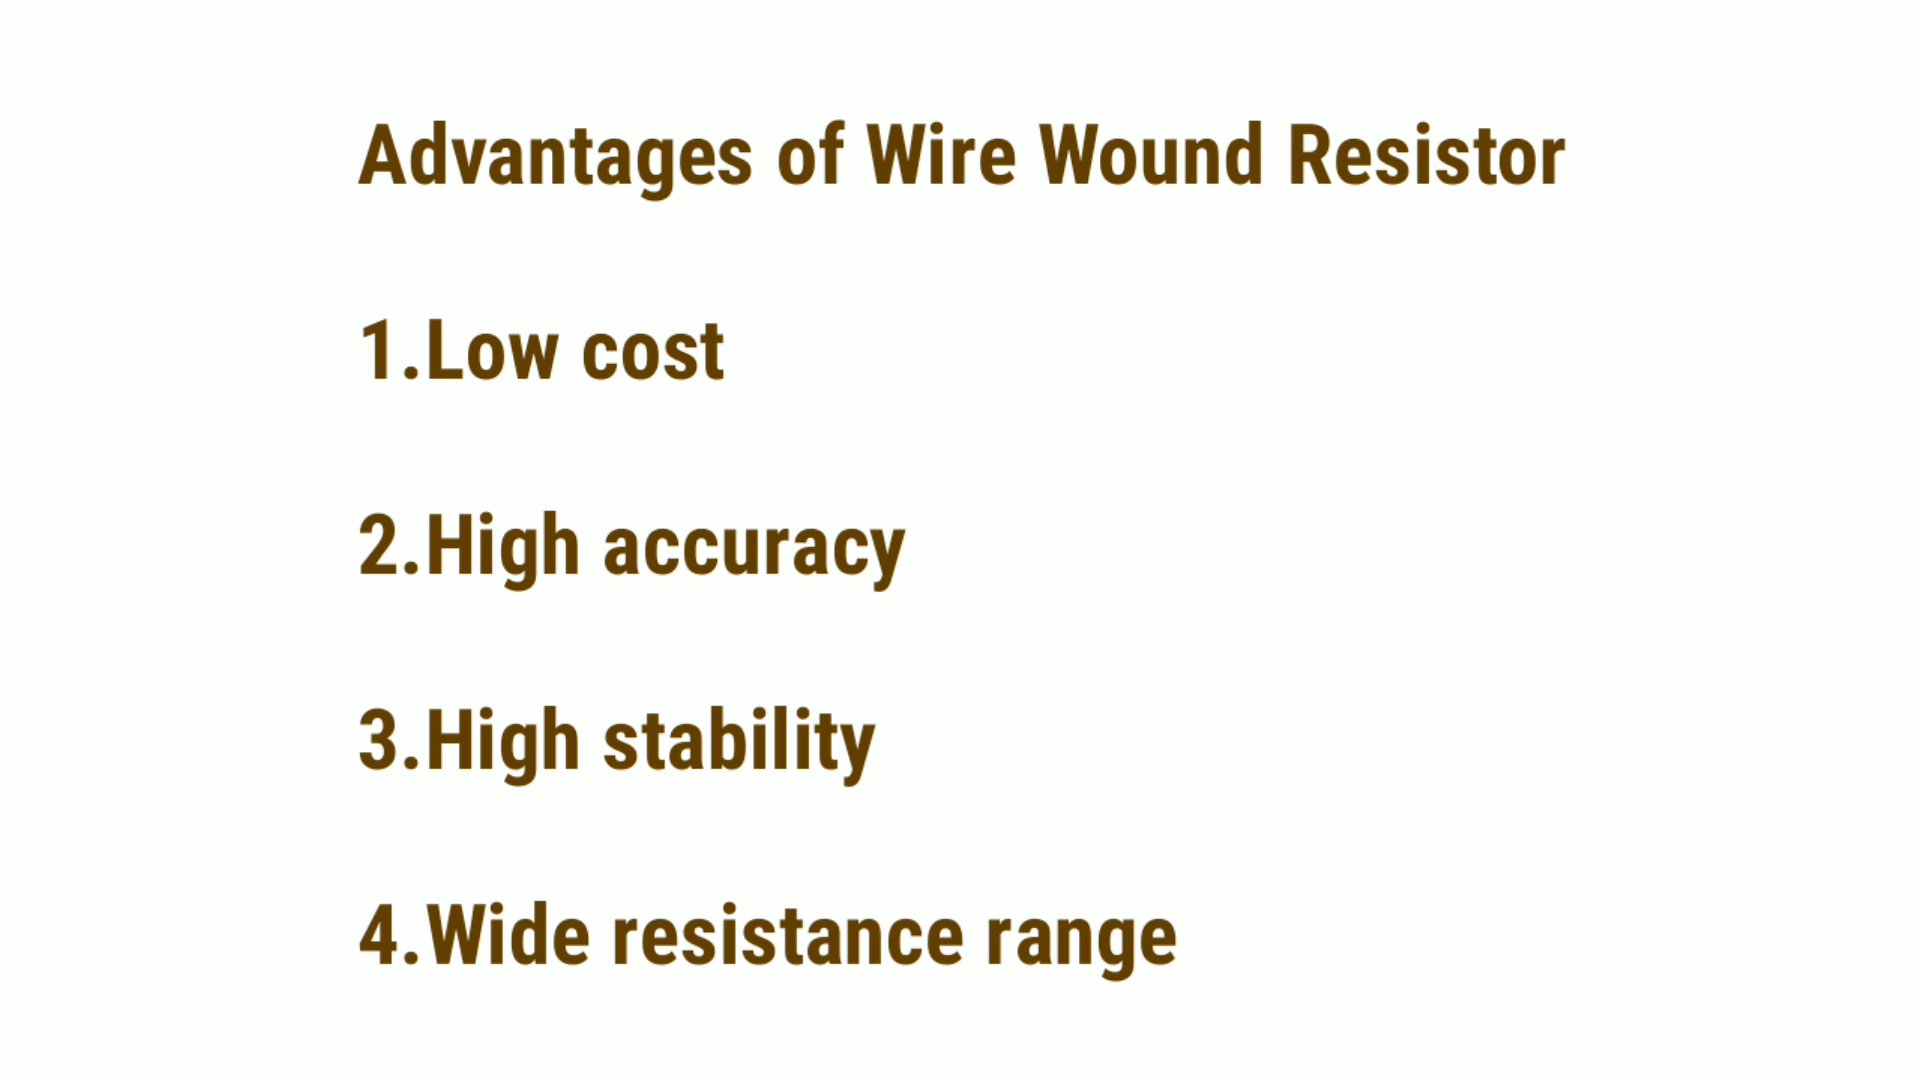 Advantages of Wire Wound Resistor
1.Low cost
2.High accuracy
3.High stability
4.Wide resistance range